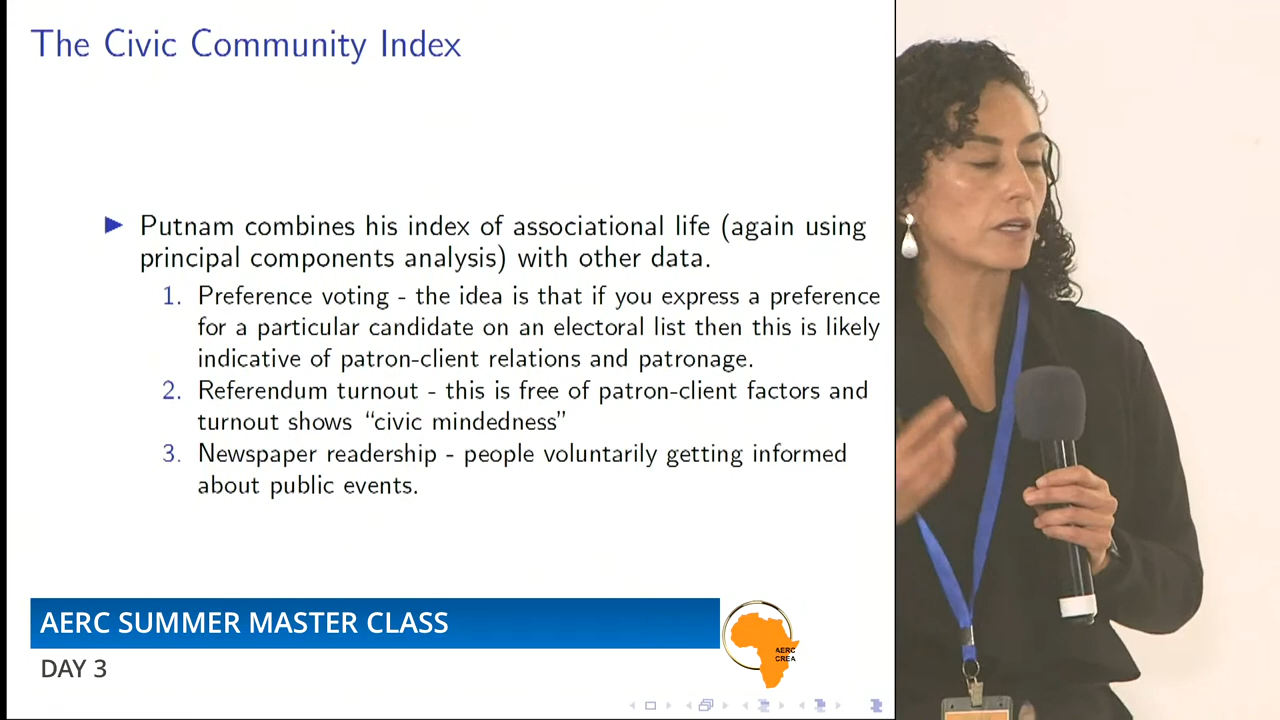 The Civic Community Index
▶ Putnam combines his index of associational life (again using
principal components analysis) with other data.
1. Preference voting - the idea is that if you express a preference
for a particular candidate on an electoral list then this is likely
indicative of patron-client relations and patronage.
2. Referendum turnout - this is free of patron-client factors and
turnout shows “civic mindedness”
3. Newspaper readership - people voluntarily getting informed
about public events.
AERC SUMMER MASTER CLASS
AERC
CREA
DAY 3